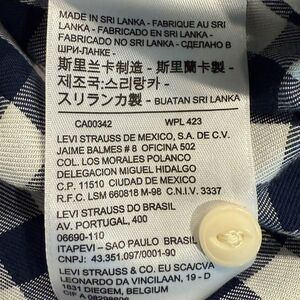 MADE IN SRI LANKA - FABRIQUE AU SRI
LANKA - FABRICADO EN SRI LANKA -
FABRICADO NO SRI LANKA - СДЕЛАНО В
ШРИ-ЛАНКЕ -
斯里兰卡制造 - 斯里蘭卡製 -
제조국:스리랑카 -
スリランカ製 - BUATAN SRI LANKA
CA00342 WPL 423
LEVI STRAUSS DE MEXICO, S.A. DE C.V.
JAIME BALMES # 8 OFICINA 502
COL. LOS MORALES POLANCO
DELEGACION MIGUEL HIDALGO
CP. 11510 CIUDAD DE MEXICO
R.F.C. LSM 660818 M-98 C.N.V.I. 3337
LEVI STRAUSS DO BRASIL
AV. PORTUGAL, 400
06690-110
ITAPEVI – SAO PAULO BRASIL
CNPJ: 43.351.097/0001-90
LEVI STRAUSS & CO. EU SCA/CVA
LEONARDO DA VINCILAAN, 19 - D
1831 DIEGEM, BELGIUM